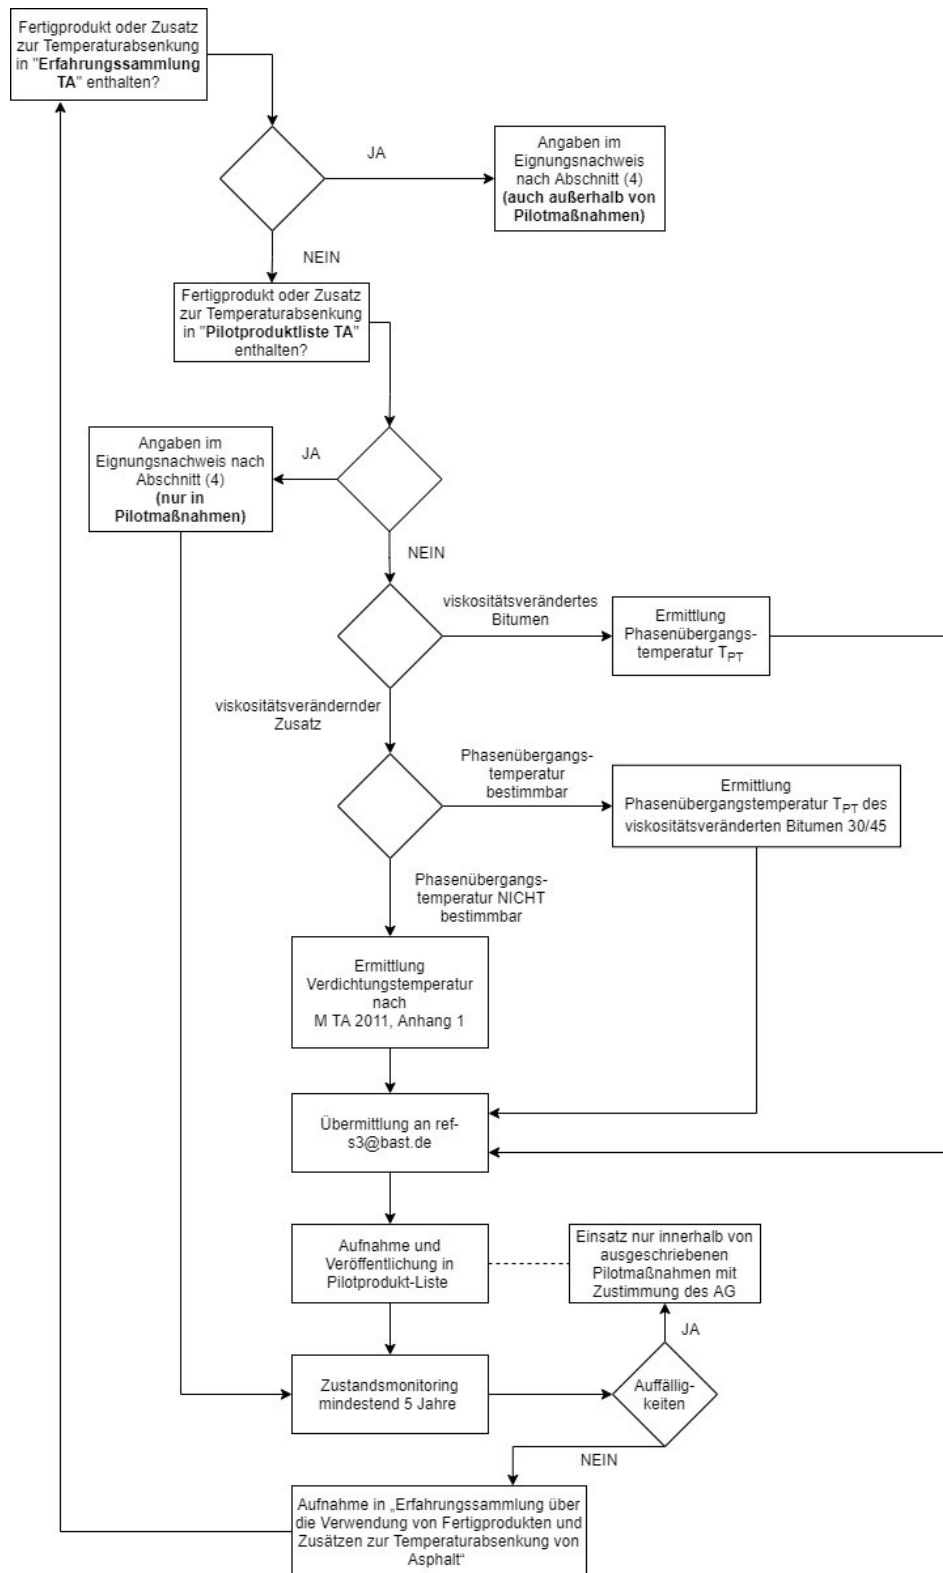 Fertigprodukt oder Zusatz
zur Temperaturabsenkung
in "Erfahrungssammlung
TA" enthalten?
JA
Angaben im
Eignungsnachweis
nach Abschnitt (4)
(auch außerhalb von
Pilotmaßnahmen)
NEIN
Fertigprodukt oder Zusatz
zur Temperaturabsenkung
in "Pilotproduktliste TA"
enthalten?
Angaben im
Eignungsnachweis nach
Abschnitt (4)
(nur in
Pilotmaßnahmen)
JA
NEIN
viskositätsverändertes
Bitumen
Ermittlung
Phasenübergangs-
temperatur TPT
viskositätsverändernder
Zusatz
Phasenübergangs-
temperatur
bestimmbar
Ermittlung
Phasenübergangstemperatur TPT des
viskositätsveränderten Bitumen 30/45
Phasenübergangs-
temperatur NICHT
bestimmbar
Ermittlung
Verdichtungstemperatur
nach
M TA 2011, Anhang 1
Übermittlung an ref-
s3@bast.de
Aufnahme und
Veröffentlichung in
Pilotprodukt-Liste
Einsatz nur innerhalb von
ausgeschriebenen
Pilotmaßnahmen mit
Zustimmung des AG
JA
Zustandsmonitoring
mindestend 5 Jahre
Auffällig-
keiten
NEIN
Aufnahme in „Erfahrungssammlung über
die Verwendung von Fertigprodukten und
Zusätzen zur Temperaturabsenkung von
Asphalt“